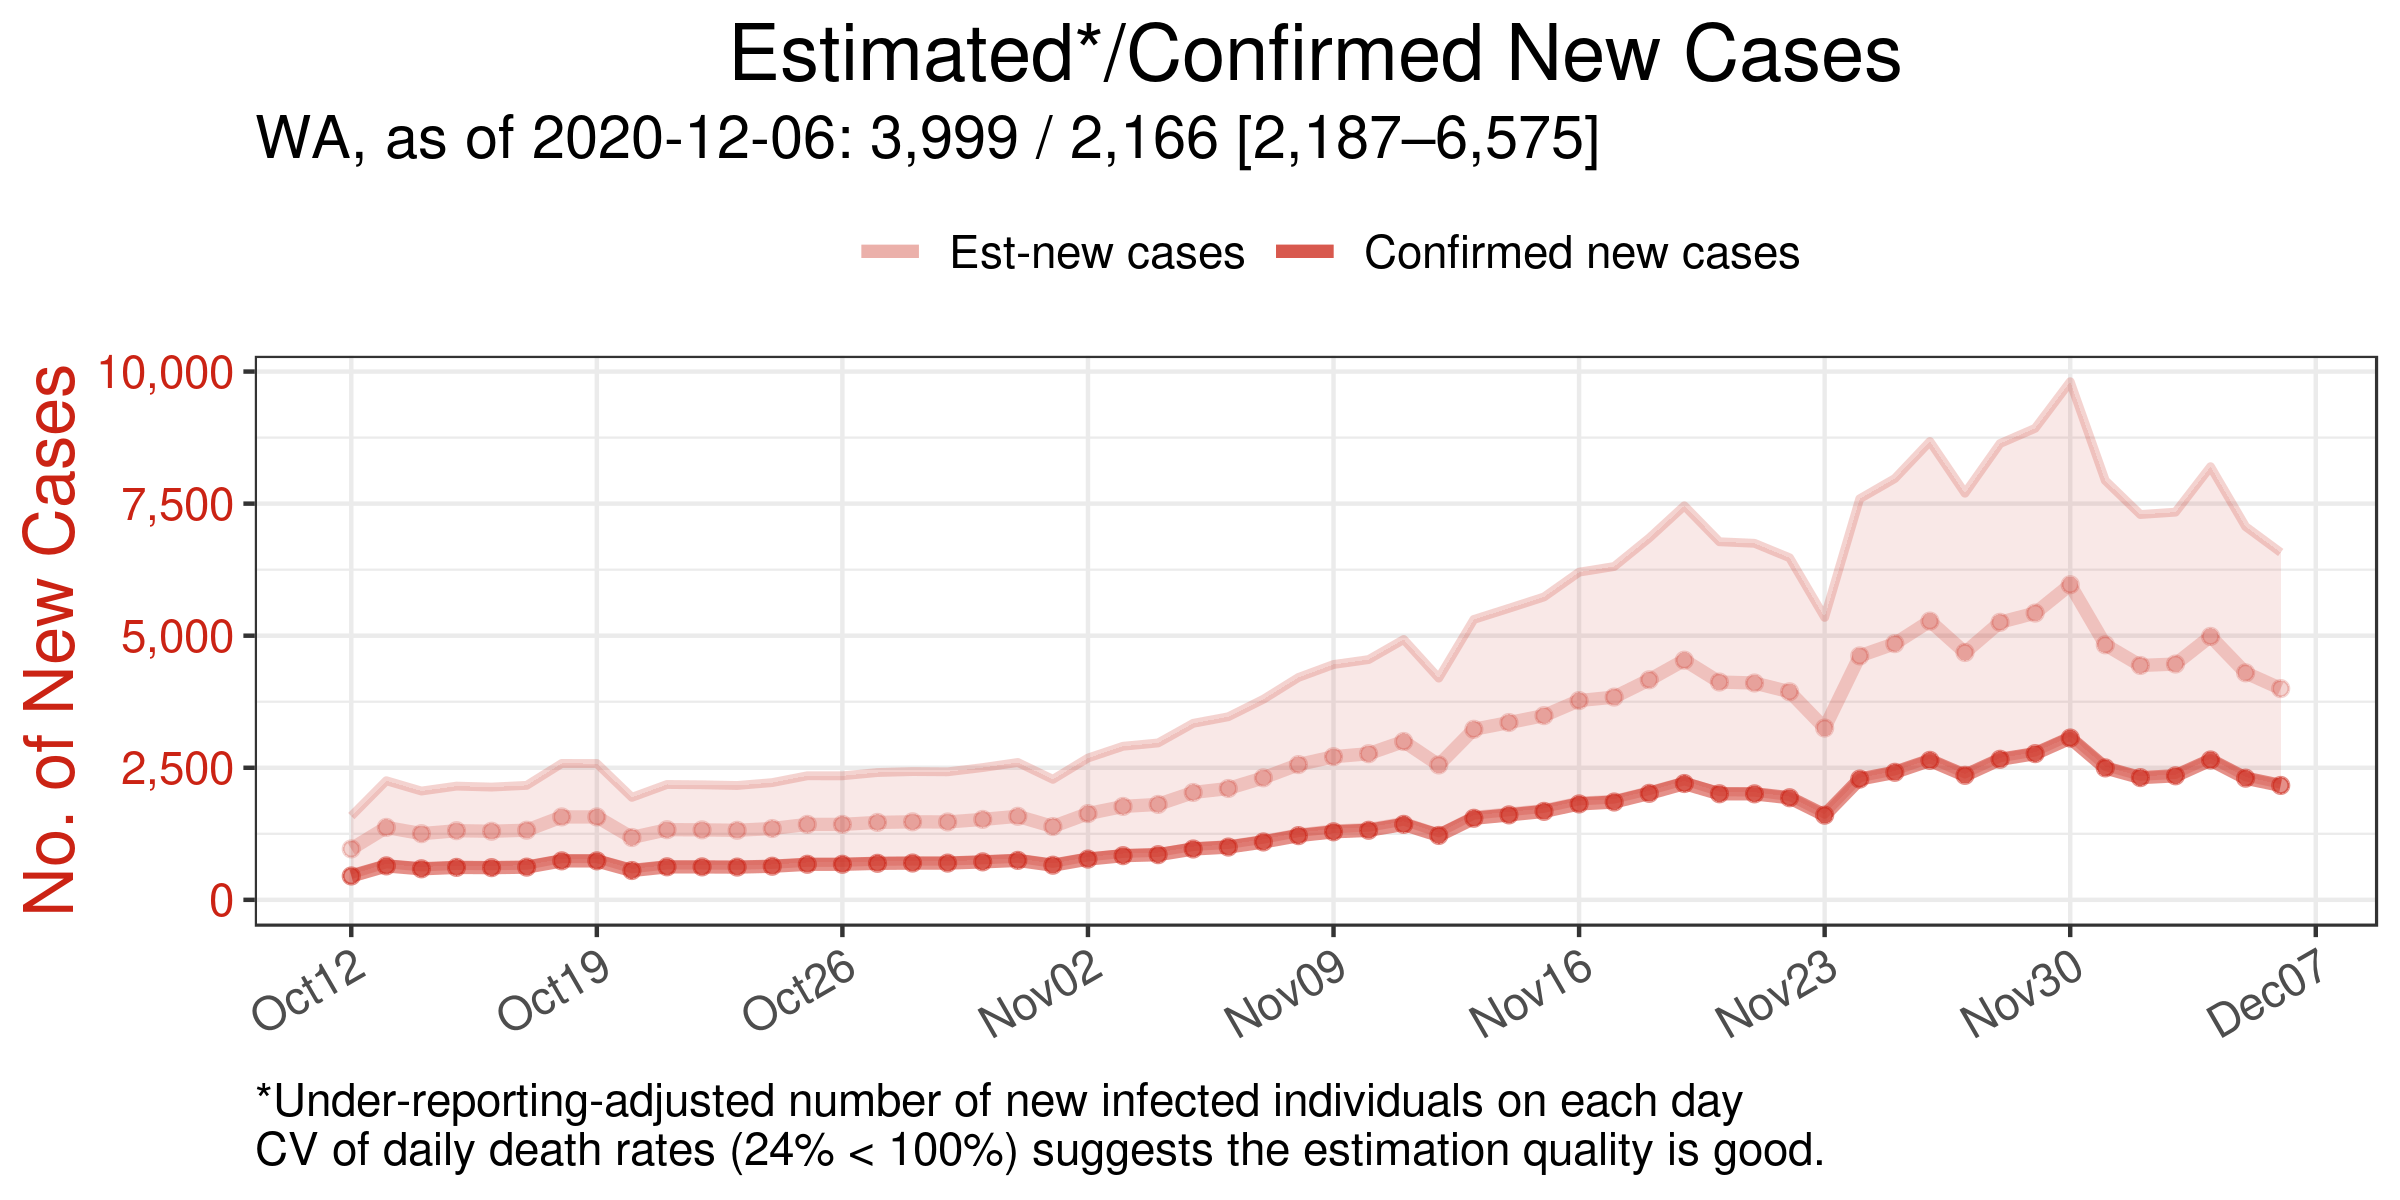 Estimated*/Confirmed New Cases
WA, as of 2020-12-06: 3,999 / 2,166 [2,187–6,575]
Est-new cases Confirmed new cases
No. of New Cases
10,000
7,500
5,000
2,500
0
Oct12 Oct19 Oct26 Nov02 Nov09 Nov16 Nov23 Nov30 Dec07
*Under-reporting-adjusted number of new infected individuals on each day
CV of daily death rates (24% < 100%) suggests the estimation quality is good.